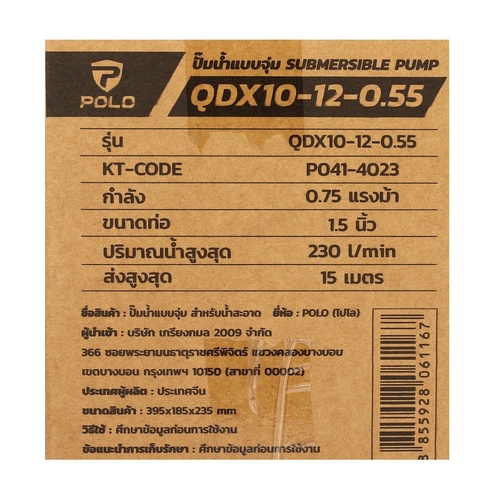 POLO
ปั๊มน้ำแบบจุ่ม SUBMERSIBLE PUMP
QDX10-12-0.55
รุ่น QDX10-12-0.55
KT-CODE P041-4023
กำลัง 0.75 แรงม้า
ขนาดท่อ 1.5 นิ้ว
ปริมาณน้ำสูงสุด 230 l/min
ส่งสูงสุด 15 เมตร
ชื่อสินค้า : ปั๊มน้ำแบบจุ่ม สำหรับน้ำสะอาด ยี่ห้อ : POLO (โปโล)
ผู้นำเข้า : บริษัท เกรียงกมล 2009 จำกัด
366 ซอยพระยามนธาตุราชศรีพิจิตร์ แขวงคลองบางบอน
เขตบางบอน กรุงเทพฯ 10150 (สาขาที่ 00002)
ประเทศผู้ผลิต : ประเทศจีน
ขนาดสินค้า : 395x185x235 mm
วิธีใช้ : ศึกษาข้อมูลก่อนการใช้งาน
ข้อแนะนำการเก็บรักษา : ศึกษาข้อมูลก่อนการใช้งาน
8 855928 061167